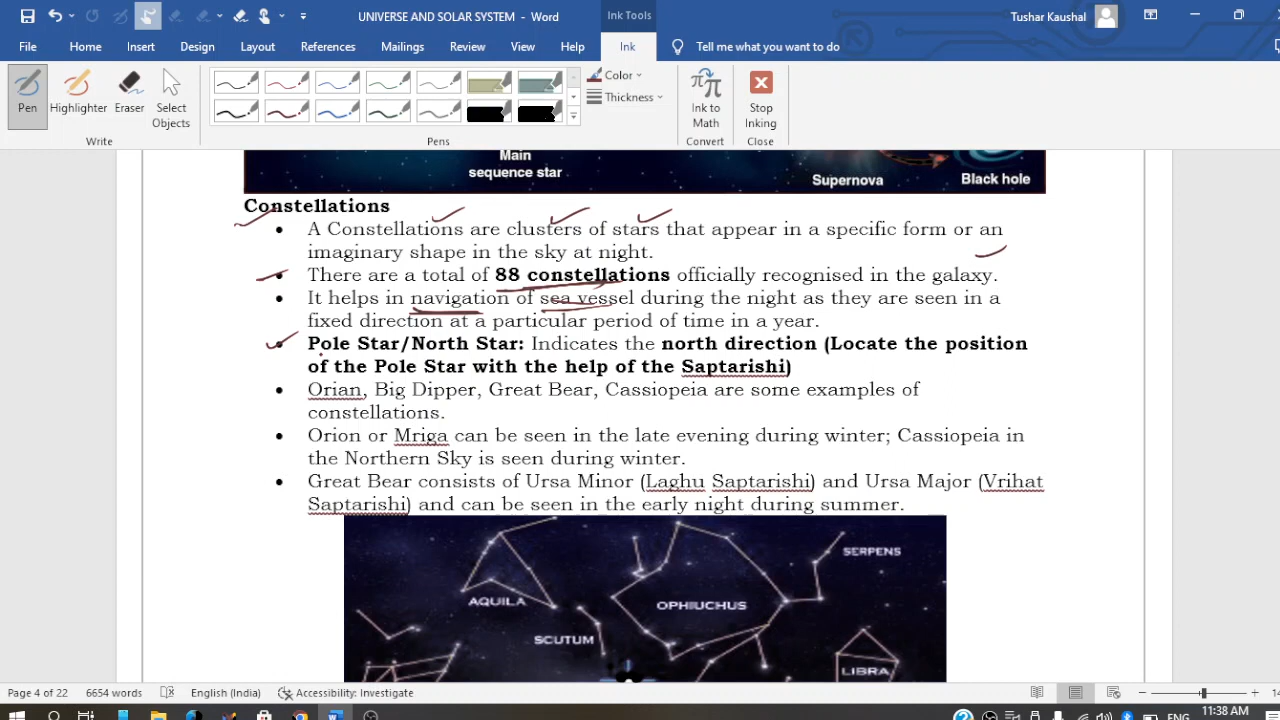 UNIVERSE AND SOLAR SYSTEM - Word
Ink Tools
Tushar Kaushal
File Home Insert Design Layout References Mailings Review View Help Ink Tell me what you want to do
Pen
Highlighter
Eraser
Select Objects
Color
Thickness
Ink to Math
Stop Inking
Write
Pens
Convert
Close
Main
sequence star
Supernova
Black hole
Constellations
• A Constellations are clusters of stars that appear in a specific form or an
imaginary shape in the sky at night.
• There are a total of 88 constellations officially recognised in the galaxy.
• It helps in navigation of sea vessel during the night as they are seen in a
fixed direction at a particular period of time in a year.
• Pole Star/North Star: Indicates the north direction (Locate the position
of the Pole Star with the help of the Saptarishi)
• Orian, Big Dipper, Great Bear, Cassiopeia are some examples of
constellations.
• Orion or Mriga can be seen in the late evening during winter; Cassiopeia in
the Northern Sky is seen during winter.
• Great Bear consists of Ursa Minor (Laghu Saptarishi) and Ursa Major (Vrihat
Saptarishi) and can be seen in the early night during summer.
SERPENS
AQUILA
OPHIUCHUS
SCUTUM
LIBRA
Page 4 of 22 6654 words English (India) Accessibility: Investigate
ENG
11:38 AM